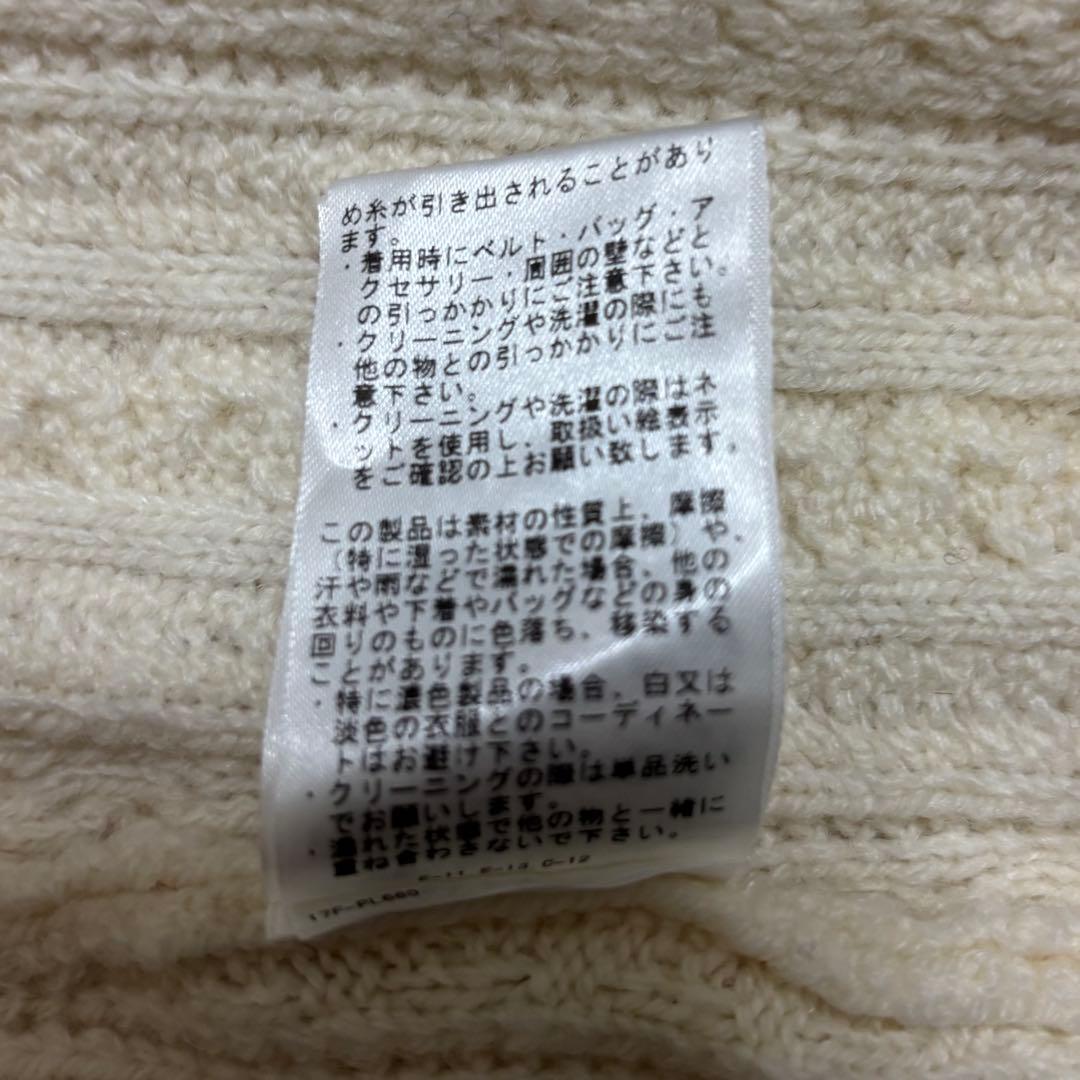 め糸が引き出されることがあり
ます。
・着用時にベルト・バッグ・ア
クセサリー・周囲の壁などと
の引っかかりにご注意下さい。
・クリーニングや洗濯の際にも
他の物との引っかかりにご注
意下さい。
・クリーニングや洗濯の際はネ
ットを使用し、取扱い絵表示
をご確認の上お願い致します。
この製品は素材の性質上、摩擦
（特に湿った状態での摩擦）や、
汗や雨などで濡れた場合、他の
衣料や下着やバッグなどの身の
回りのものに色落ち、移染する
ことがあります。
・特に濃色製品の場合、白又は
淡色の衣服とのコーディネー
トはお避け下さい。
・クリーニングの際は単品洗い
でお願いします。
・濡れた状態で他の物と一緒に
重ね合わさないで下さい。
17F-FL660